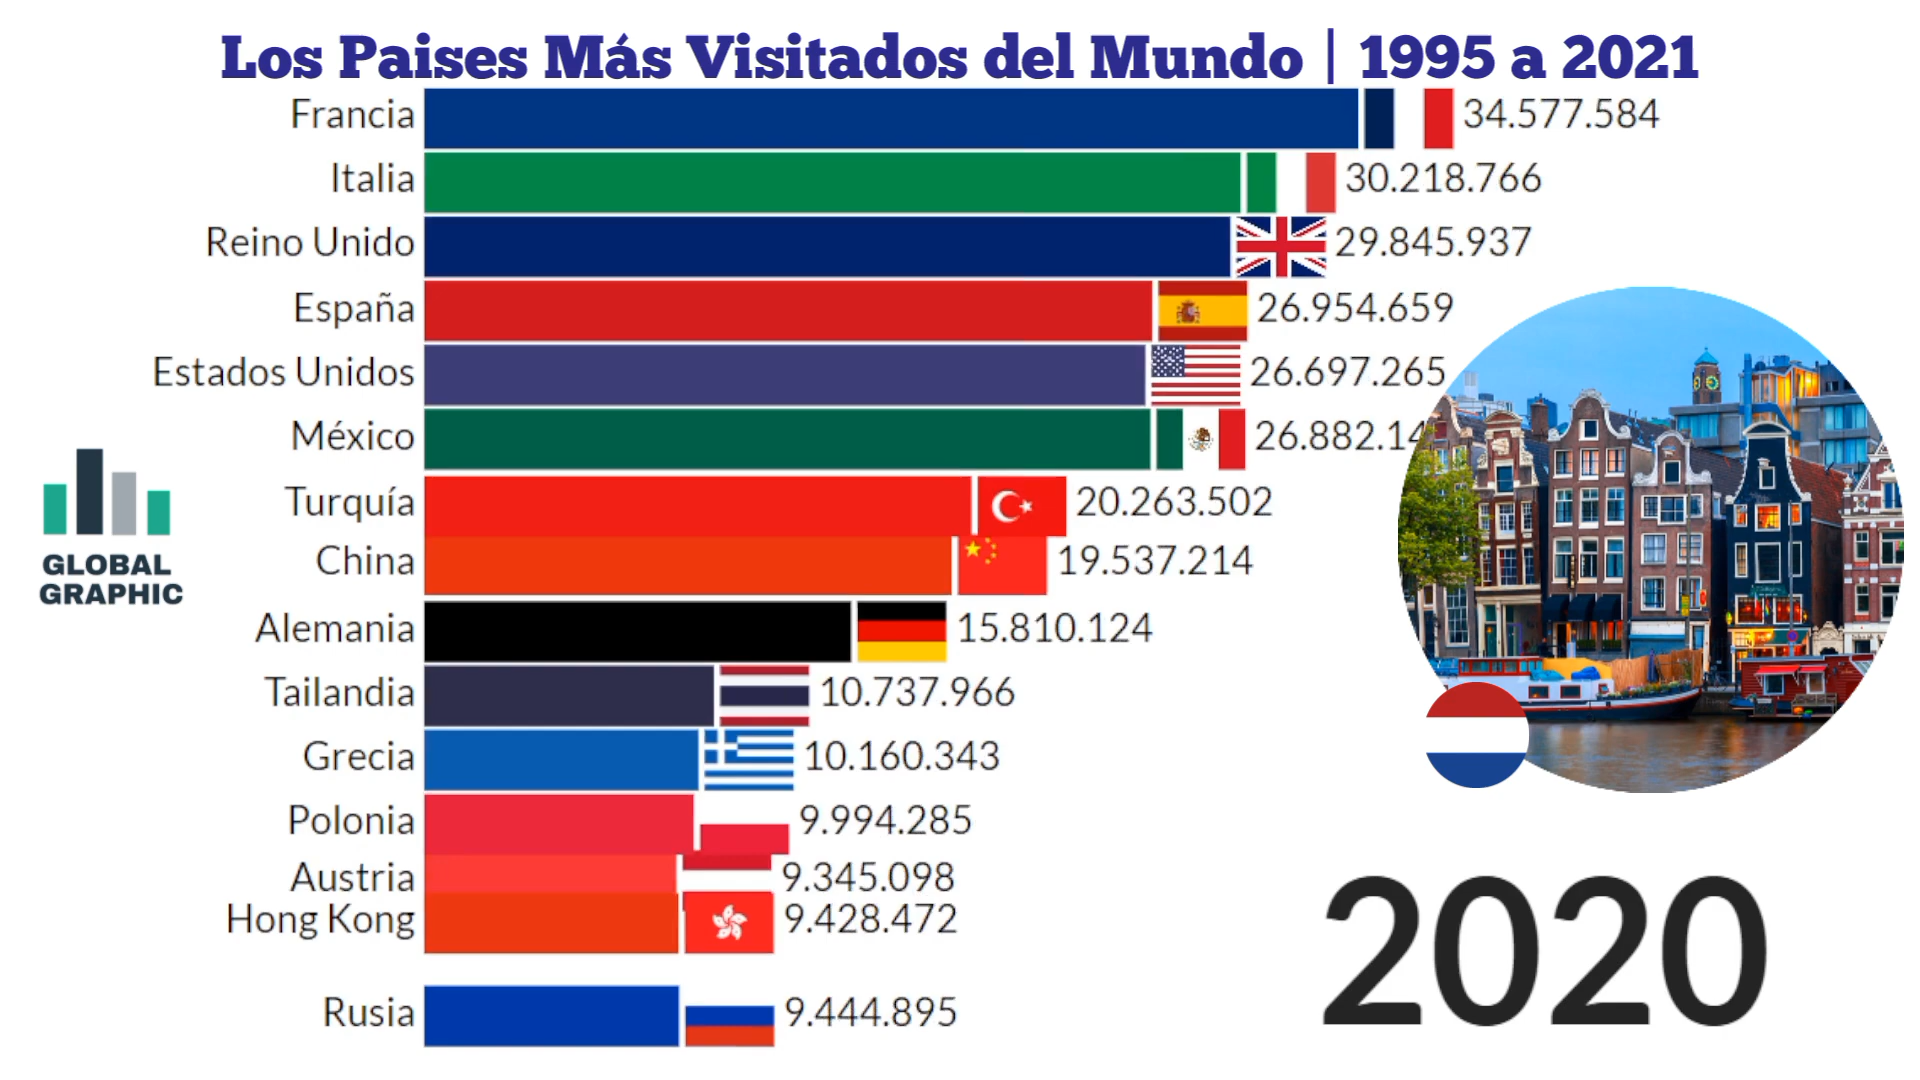 Los Paises Más Visitados del Mundo | 1995 a 2021
Francia 34.577.584
Italia 30.218.766
Reino Unido 29.845.937
España 26.954.659
Estados Unidos 26.697.265
México 26.882.14
Turquía 20.263.502
China 19.537.214
GLOBAL
GRAPHIC
Alemania 15.810.124
Tailandia 10.737.966
Grecia 10.160.343
Polonia 9.994.285
Austria 9.345.098
Hong Kong 9.428.472
Rusia 9.444.895
2020